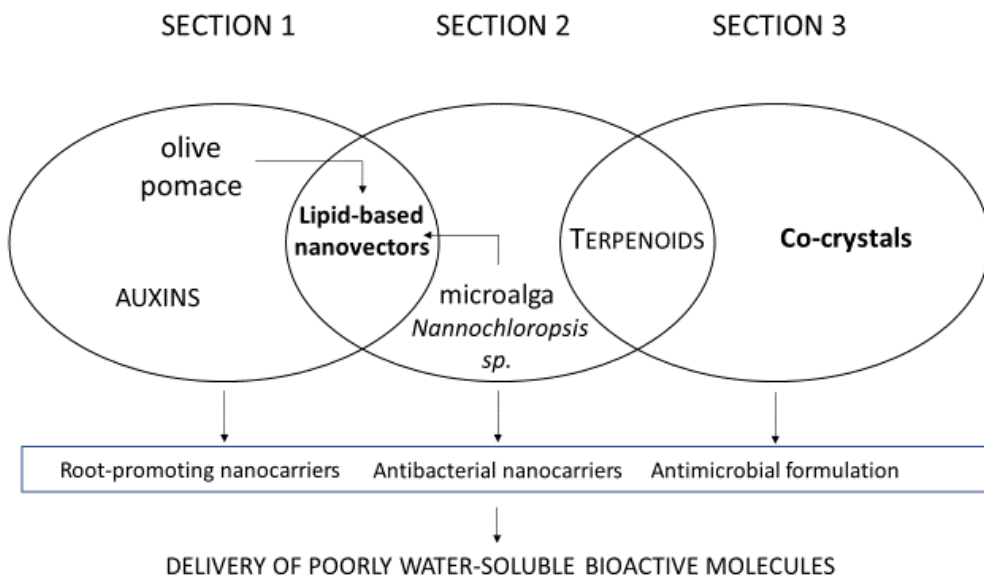 SECTION 1 SECTION 2 SECTION 3
olive
pomace
Lipid-based
nanovectors
TERPENOIDS
Co-crystals
AUXINS
microalga
Nannochloropsis
sp.
Root-promoting nanocarriers Antibacterial nanocarriers Antimicrobial formulation
DELIVERY OF POORLY WATER-SOLUBLE BIOACTIVE MOLECULES